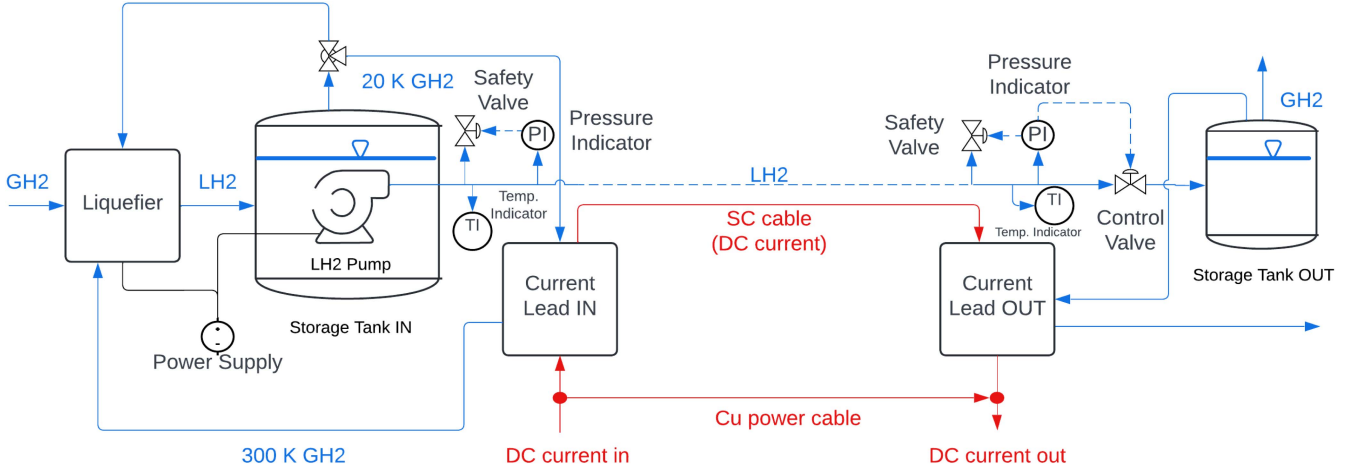 20 K GH2
Safety
Valve
PI
Pressure
Indicator
Pressure
Indicator
Safety
Valve
PI
GH2
GH2
Liquefier
LH2
LH2 Pump
Storage Tank IN
Power Supply
TI
Temp.
Indicator
LH2
SC cable
(DC current)
TI
Temp. Indicator
Control
Valve
Storage Tank OUT
Current
Lead IN
Current
Lead OUT
Cu power cable
300 K GH2
DC current in
DC current out